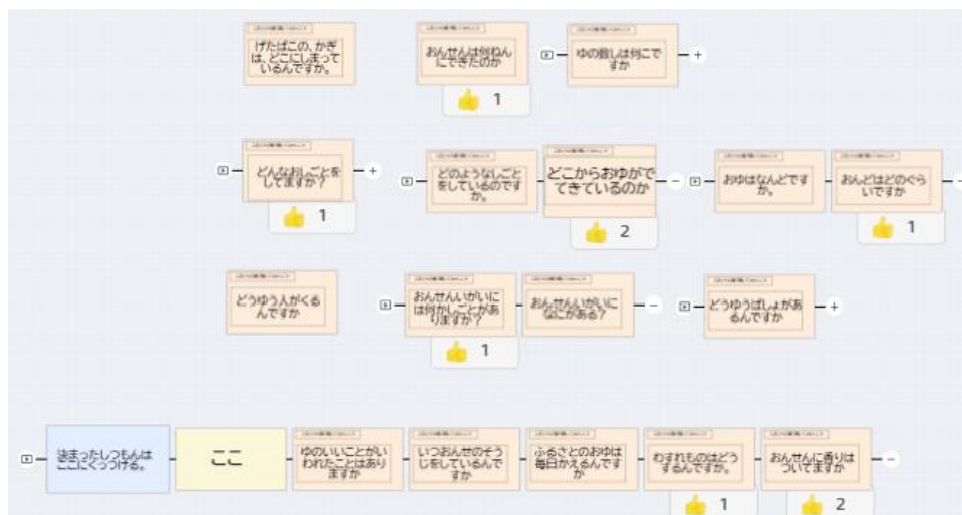 げたばこの、かぎ
は、どこにしまって
いるんですか。
おんせんは何ねん
にできたのか
1
ゆの数しは何こで
すか
どんなおしごとを
してますか?
1
どのようなしごと
をしているのです
か。
どこからおゆがで
てきているのか
2
おゆはなんどです
か。
おんどはどのぐら
いですか
1
どうゆう人がくる
んですか
おんせんいがいに
は何かしごとがあ
りますか?
1
おんせんいがいに
なにがある?
どうゆうばしょがあ
るんですか
決まったしつもんは
ここにくっつける。
ここ
ゆのいいことがい
われたことはあり
ますか
いつおんせのそう
じをしているんで
すか
ふるさとのおゆは
毎日かえるんです
か
わすれものはどう
するんですか。
1
おんせんに香りは
ついてますか
2